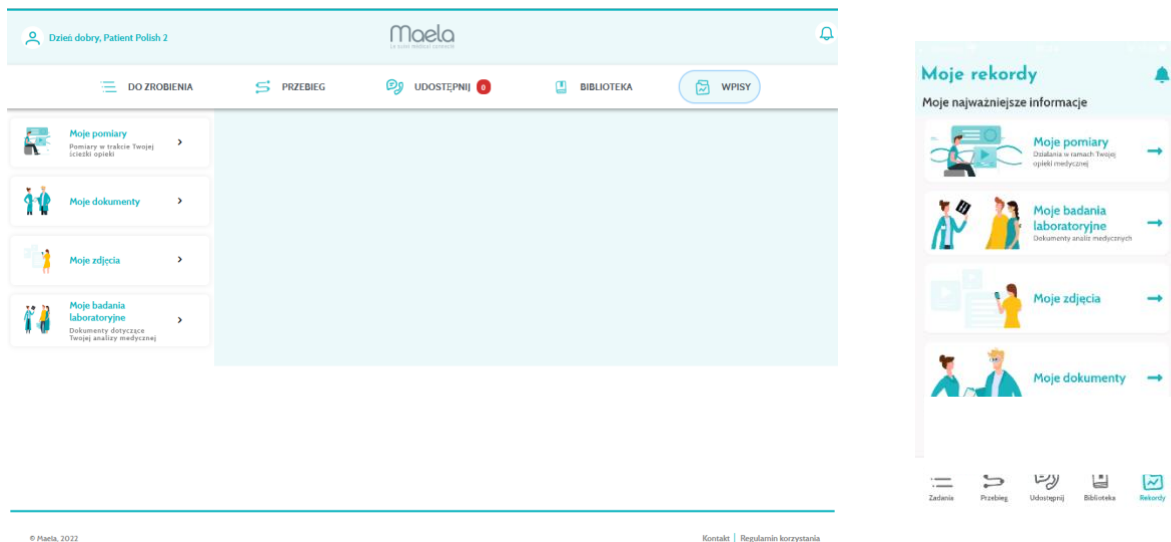 Dzień dobry, Patient Polish 2
Maela
DO ZROBIENIA
PRZEBIEG
UDOSTĘPNIJ 0
BIBLIOTEKA
WPISY
Moje pomiary
Pomiary w trakcie Twojej
ścieżki opieki
Moje dokumenty
Moje zdjęcia
Moje badania
laboratoryjne
Dokumenty dotyczące
Twojej analizy medycznej
© Maela, 2022
Kontakt | Regulamin korzystania
Moje rekordy
Moje najważniejsze informacje
Moje pomiary
Działania w ramach Twojej
opieki medycznej
Moje badania
laboratoryjne
Dokumenty analiz medycznych
Moje zdjęcia
Moje dokumenty
Zadania
Przebieg
Udostępnij
Biblioteka
Rekordy